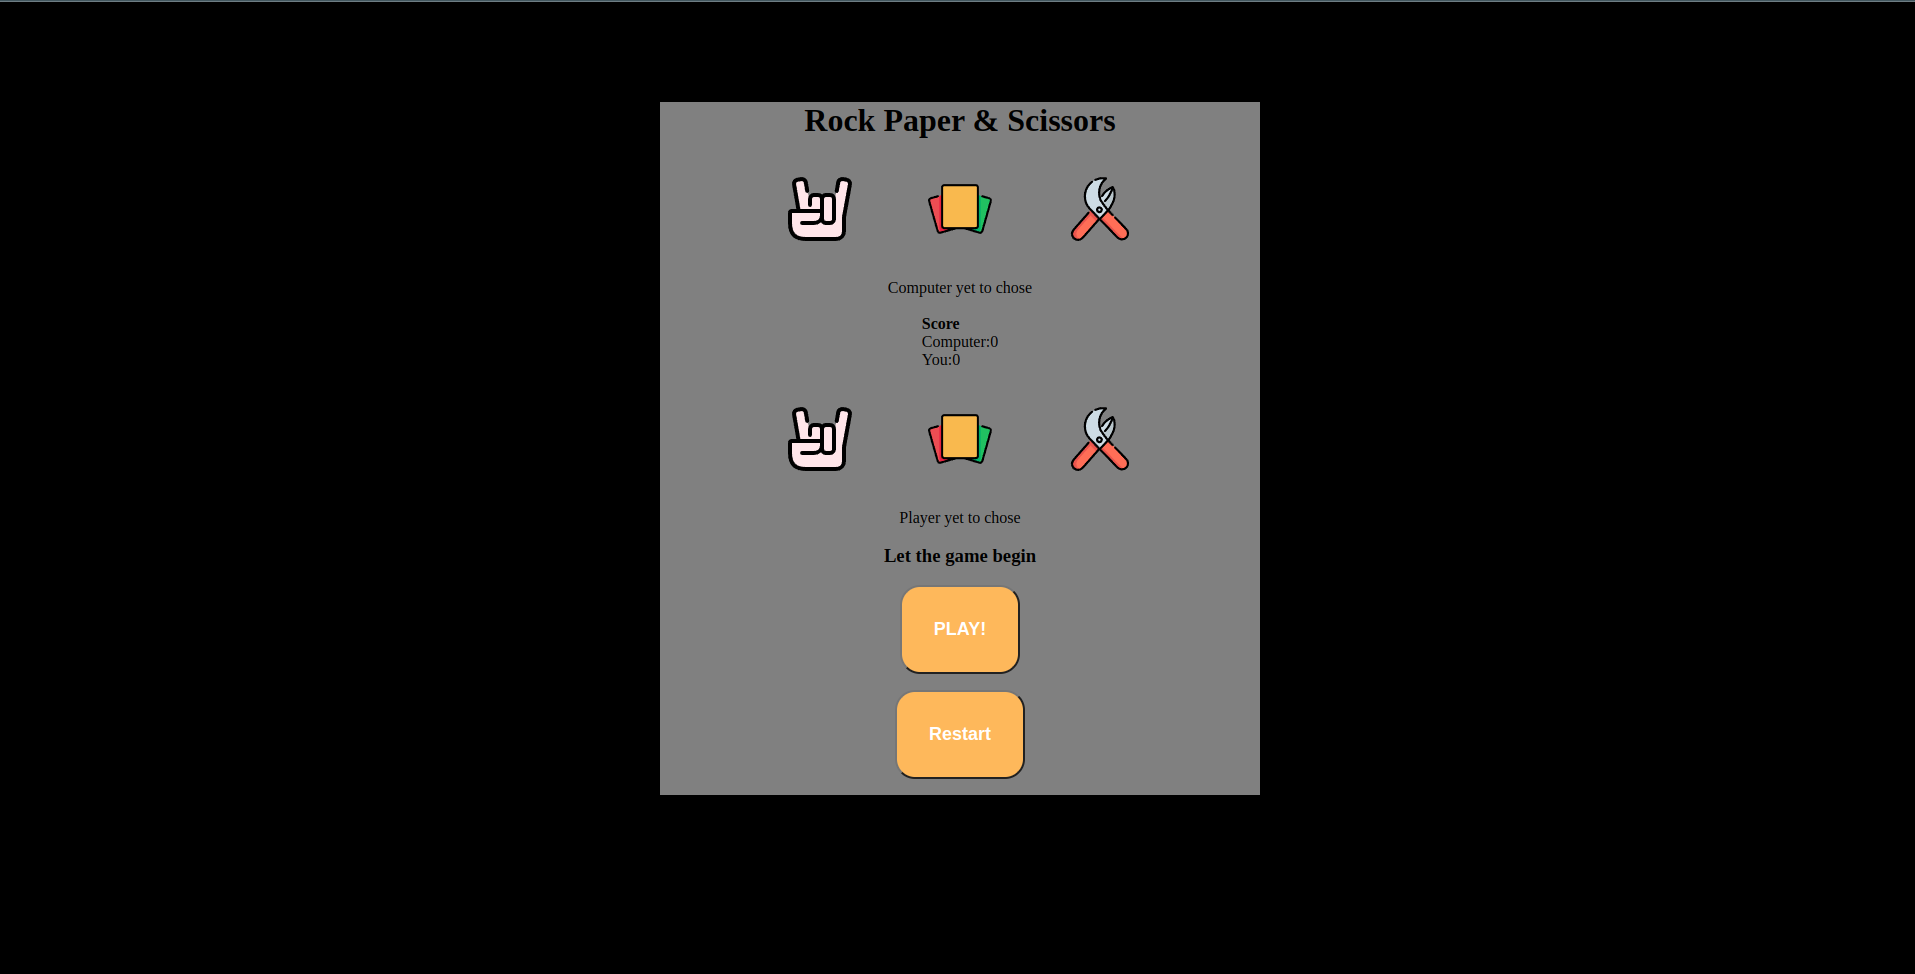 Rock Paper & Scissors
Computer yet to chose
Score
Computer:0
You:0
Player yet to chose
Let the game begin
PLAY!
Restart